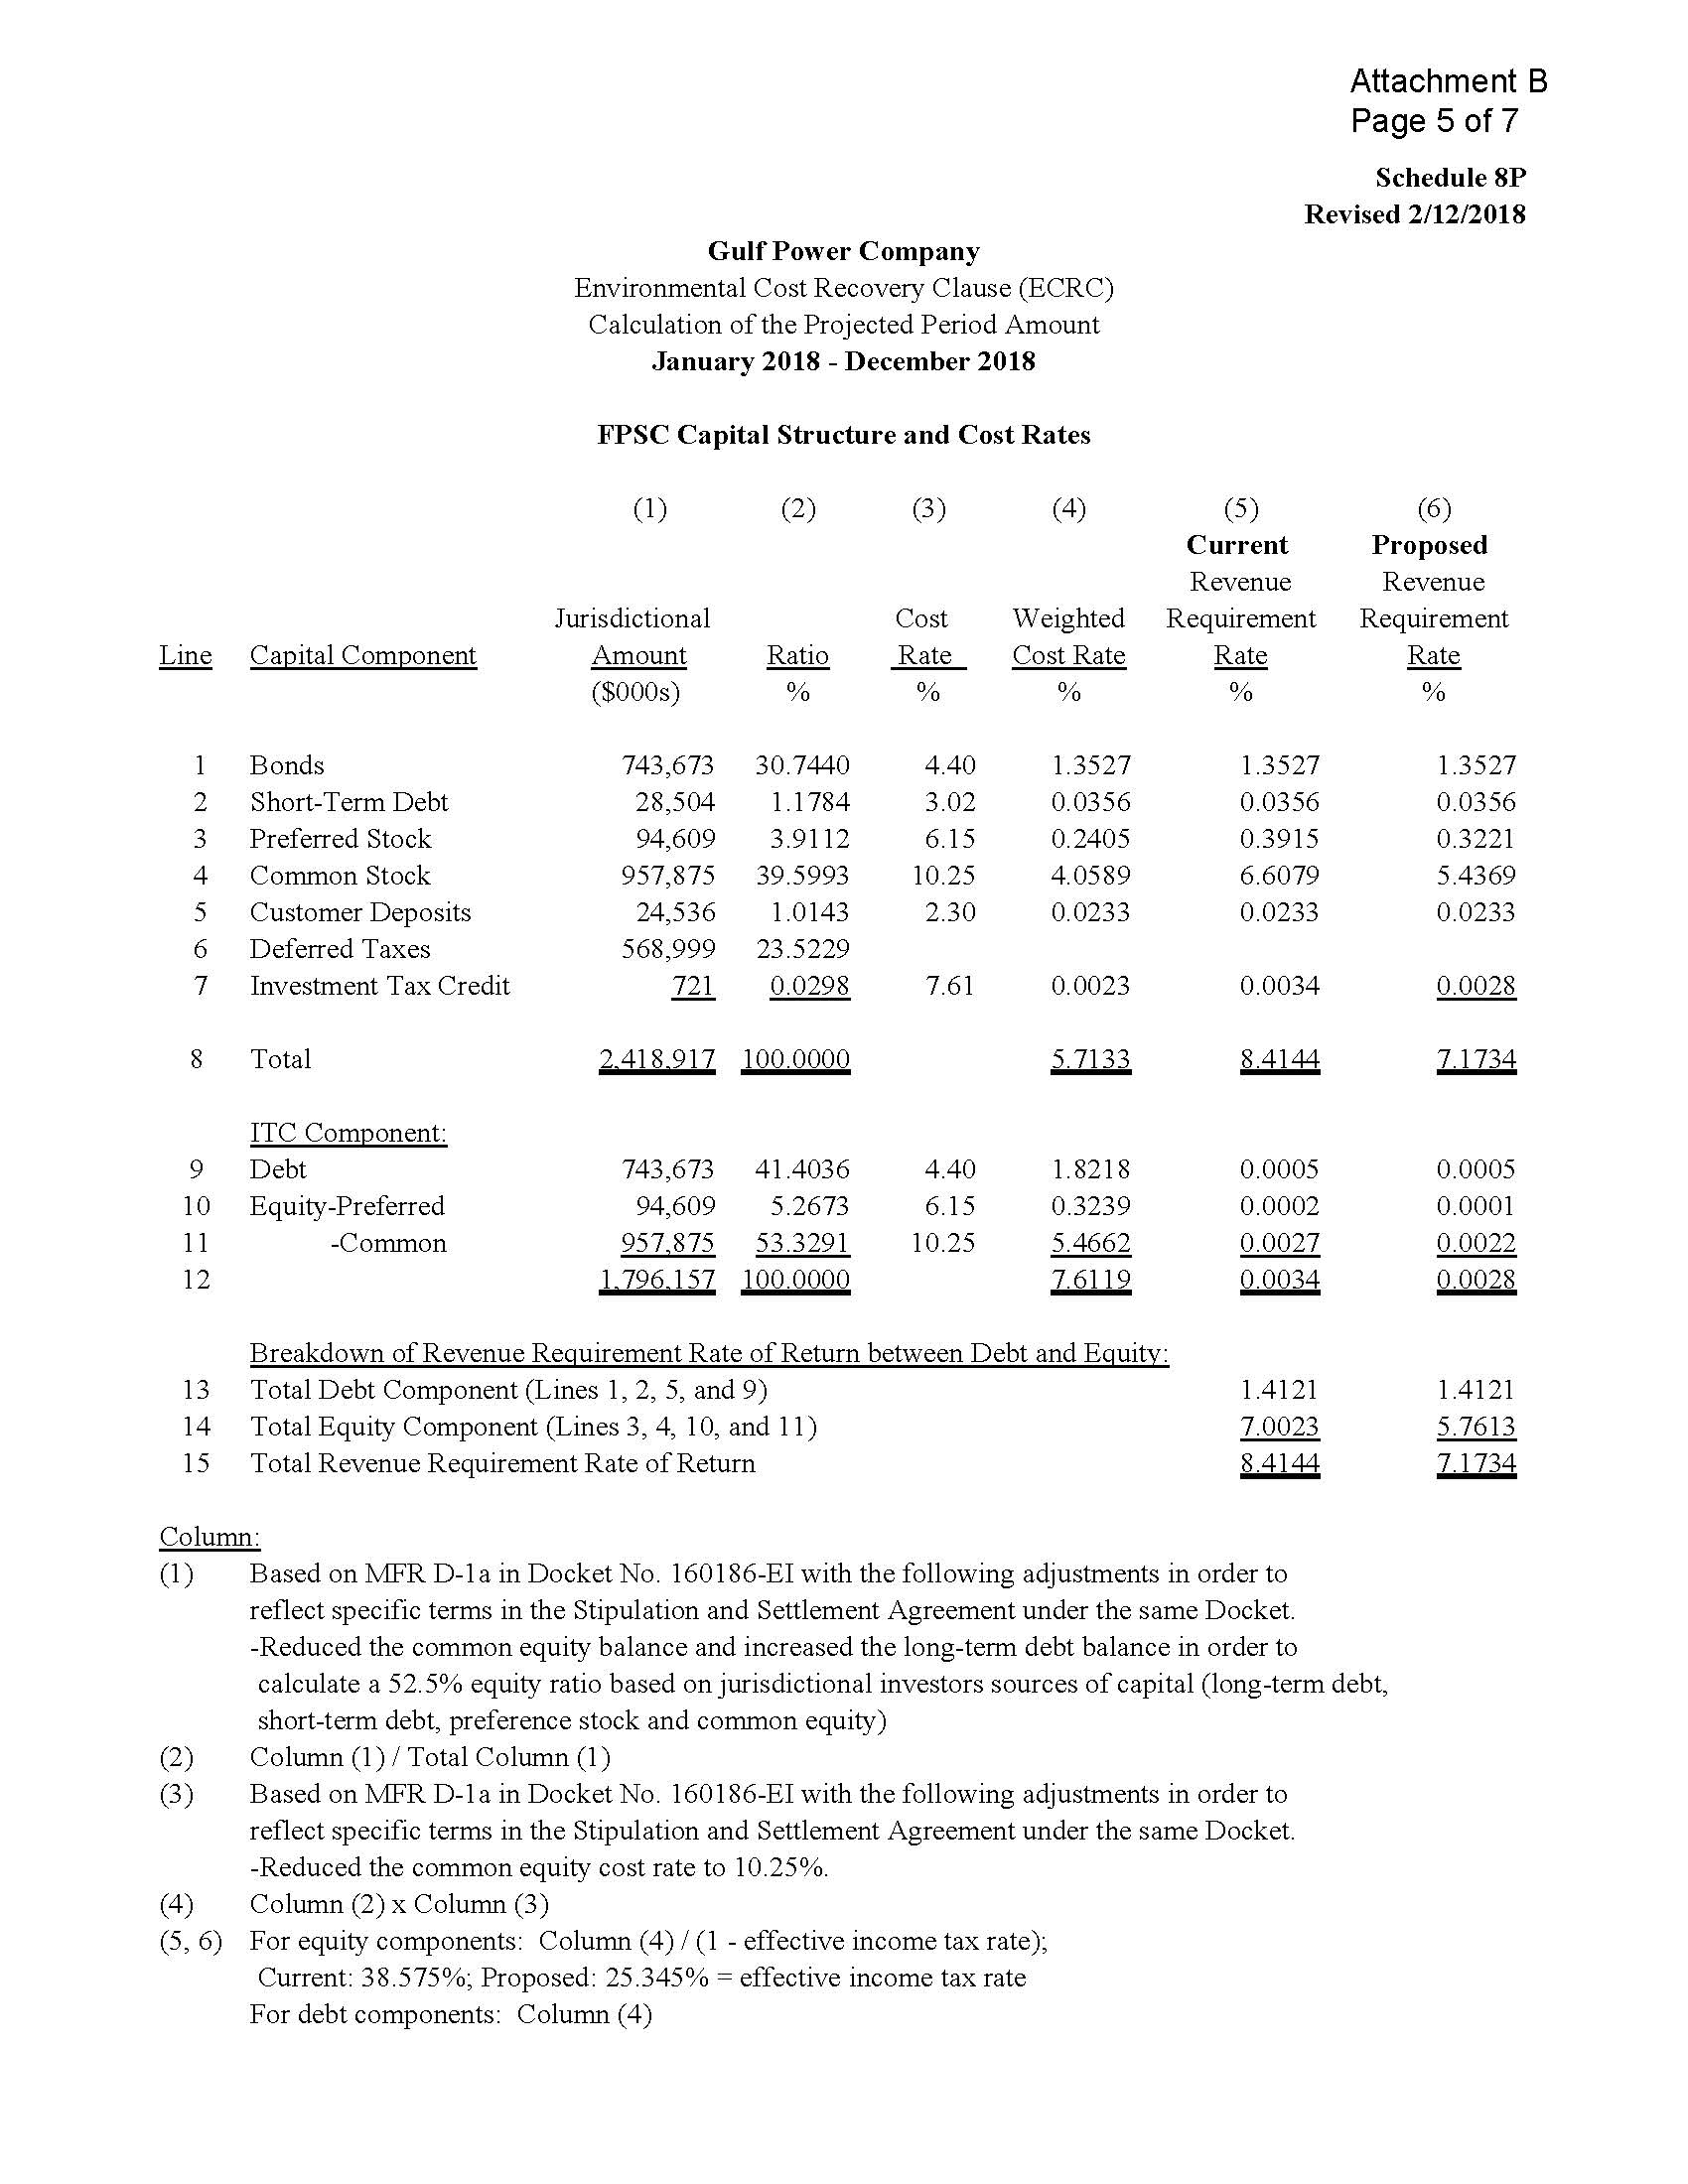 Attachment B
Page 5 of 7
Schedule 8P
Revised 2/12/2018
Gulf Power Company
Environmental Cost Recovery Clause (ECRC)
Calculation of the Projected Period Amount
January 2018 - December 2018
FPSC Capital Structure and Cost Rates
(1) (2) (3) (4) (5) (6)
Current Proposed
Revenue Revenue
Jurisdictional Cost Weighted Requirement Requirement
Line Capital Component Amount Ratio Rate Cost Rate Rate Rate
($000s) % % % % %
1 Bonds 743,673 30.7440 4.40 1.3527 1.3527 1.3527
2 Short-Term Debt 28,504 1.1784 3.02 0.0356 0.0356 0.0356
3 Preferred Stock 94,609 3.9112 6.15 0.2405 0.3915 0.3221
4 Common Stock 957,875 39.5993 10.25 4.0589 6.6079 5.4369
5 Customer Deposits 24,536 1.0143 2.30 0.0233 0.0233 0.0233
6 Deferred Taxes 568,999 23.5229
7 Investment Tax Credit 721 0.0298 7.61 0.0023 0.0034 0.0028
8 Total 2,418,917 100.0000 5.7133 8.4144 7.1734
ITC Component:
9 Debt 743,673 41.4036 4.40 1.8218 0.0005 0.0005
10 Equity-Preferred 94,609 5.2673 6.15 0.3239 0.0002 0.0001
11 -Common 957,875 53.3291 10.25 5.4662 0.0027 0.0022
12 1,796,157 100.0000 7.6119 0.0034 0.0028
Breakdown of Revenue Requirement Rate of Return between Debt and Equity:
13 Total Debt Component (Lines 1, 2, 5, and 9) 1.4121 1.4121
14 Total Equity Component (Lines 3, 4, 10, and 11) 7.0023 5.7613
15 Total Revenue Requirement Rate of Return 8.4144 7.1734
Column:
(1) Based on MFR D-1a in Docket No. 160186-EI with the following adjustments in order to
reflect specific terms in the Stipulation and Settlement Agreement under the same Docket.
-Reduced the common equity balance and increased the long-term debt balance in order to
calculate a 52.5% equity ratio based on jurisdictional investors sources of capital (long-term debt,
short-term debt, preference stock and common equity)
(2) Column (1) / Total Column (1)
(3) Based on MFR D-1a in Docket No. 160186-EI with the following adjustments in order to
reflect specific terms in the Stipulation and Settlement Agreement under the same Docket.
-Reduced the common equity cost rate to 10.25%.
(4) Column (2) x Column (3)
(5, 6) For equity components: Column (4) / (1 - effective income tax rate);
Current: 38.575%; Proposed: 25.345% = effective income tax rate
For debt components: Column (4)